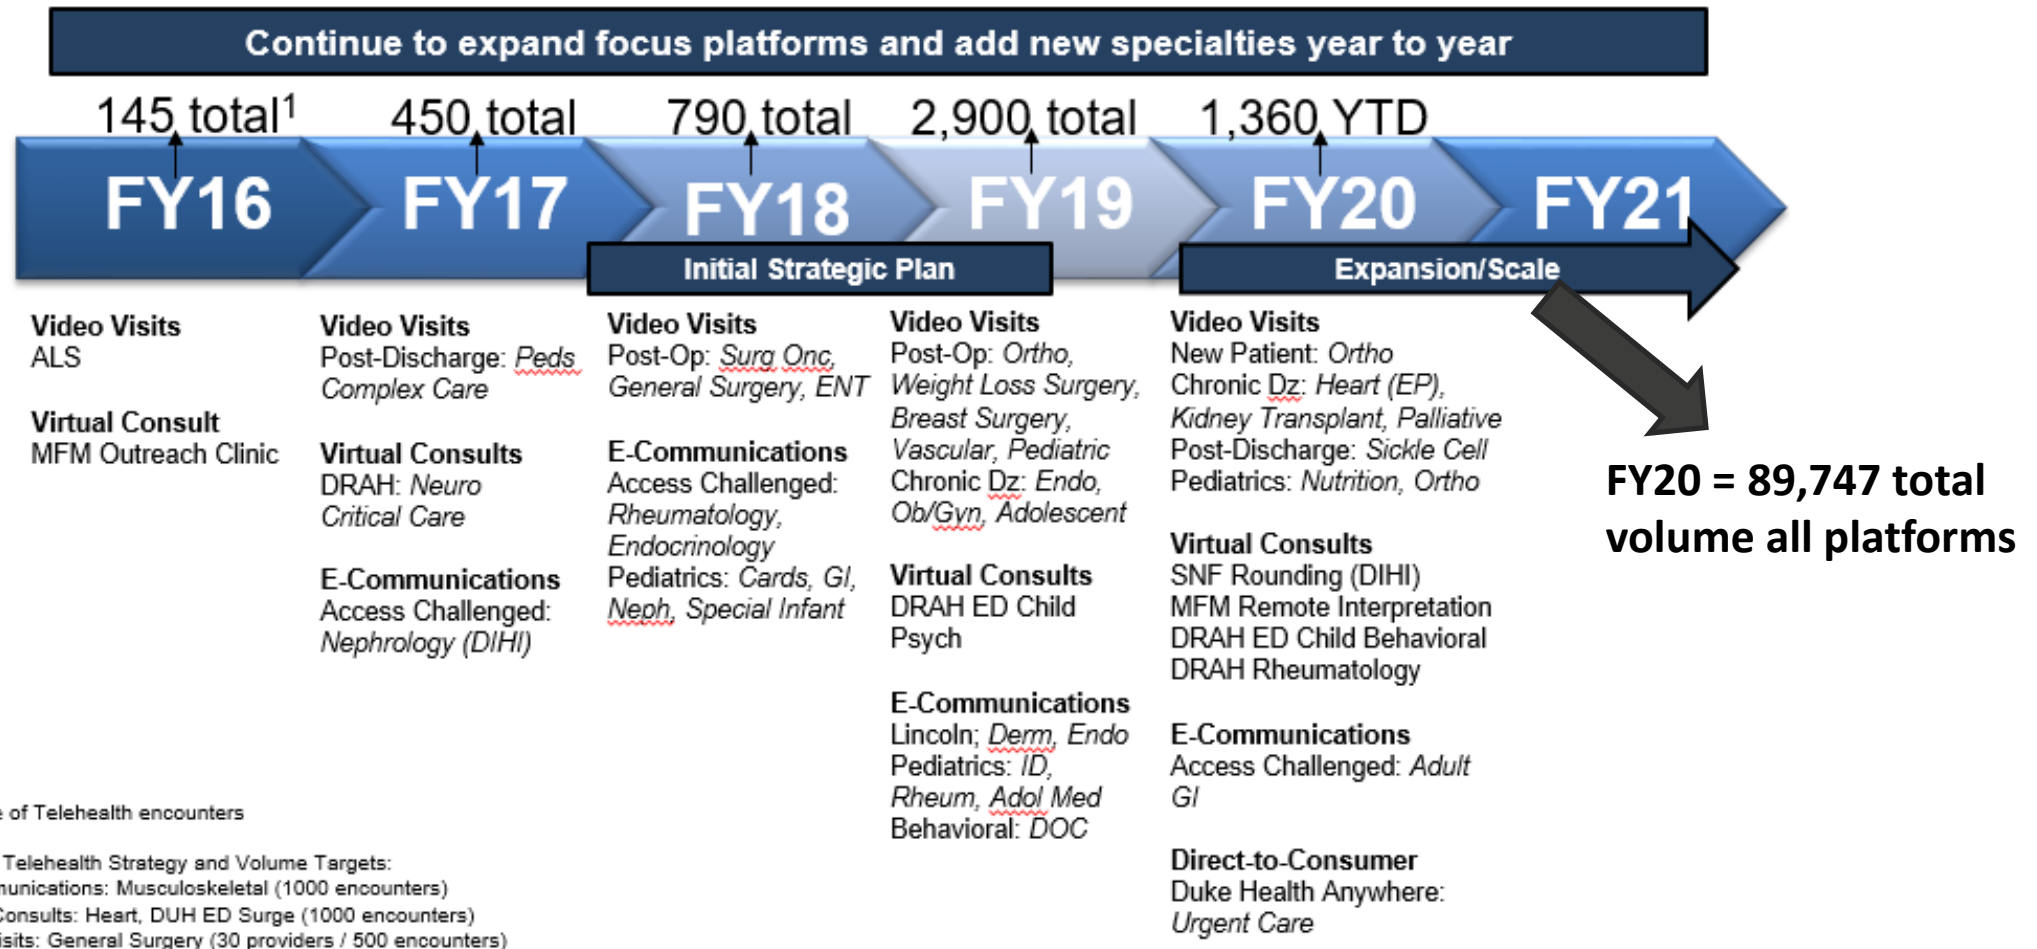 Continue to expand focus platforms and add new specialties year to year
145 total1
450 total
790 total
2,900 total
1,360 YTD
FY16
FY17
FY18
FY19
FY20
FY21
Initial Strategic Plan
Expansion/Scale
Video Visits
ALS
Virtual Consult
MFM Outreach Clinic
Video Visits
Post-Discharge: Peds
Complex Care
Virtual Consults
DRAH: Neuro
Critical Care
E-Communications
Access Challenged:
Nephrology (DIHI)
Video Visits
Post-Op: Surg Onc,
General Surgery, ENT
E-Communications
Access Challenged:
Rheumatology,
Endocrinology
Pediatrics: Cards, GI,
Neph, Special Infant
Video Visits
Post-Op: Ortho,
Weight Loss Surgery,
Breast Surgery,
Vascular, Pediatric
Chronic Dz: Endo,
Ob/Gyn, Adolescent
Virtual Consults
DRAH ED Child
Psych
E-Communications
Lincoln; Derm, Endo
Pediatrics: ID,
Rheum, Adol Med
Behavioral: DOC
Video Visits
New Patient: Ortho
Chronic Dz: Heart (EP),
Kidney Transplant, Palliative
Post-Discharge: Sickle Cell
Pediatrics: Nutrition, Ortho
Virtual Consults
SNF Rounding (DIHI)
MFM Remote Interpretation
DRAH ED Child Behavioral
DRAH Rheumatology
E-Communications
Access Challenged: Adult
GI
Direct-to-Consumer
Duke Health Anywhere:
Urgent Care
FY20 = 89,747 total
volume all platforms
of Telehealth encounters
Telehealth Strategy and Volume Targets:
munications: Musculoskeletal (1000 encounters)
Consults: Heart, DUH ED Surge (1000 encounters)
isits: General Surgery (30 providers / 500 encounters)